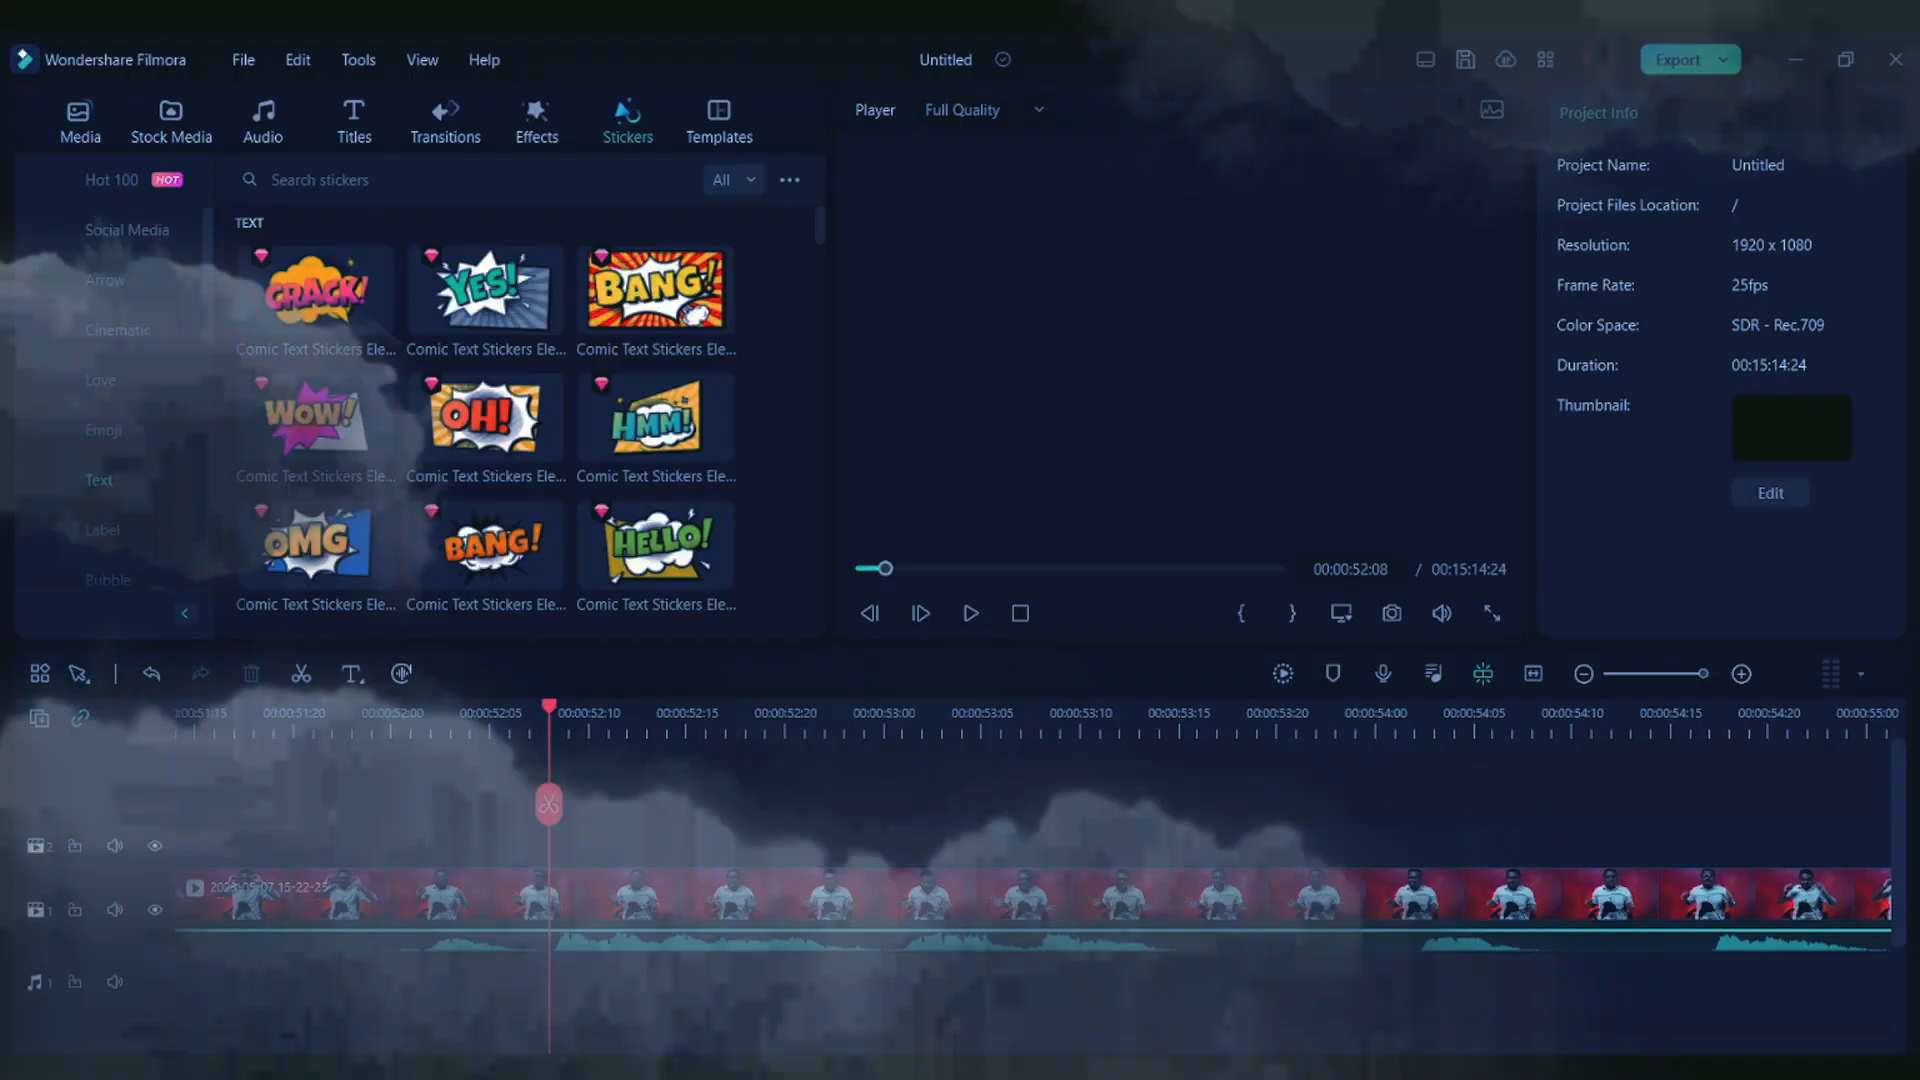 Wondershare Filmora File Edit Tools View Help Untitled Export
Media Stock Media Audio Titles Transitions Effects Stickers Templates
Player Full Quality
Project Info
Hot 100 HOT
Search stickers All
Social Media
Arrow
Cinematic
Love
Emoji
Text
Label
Bubble
TEXT
CRACK! YES! BANG!
Comic Text Stickers Ele... Comic Text Stickers Ele... Comic Text Stickers Ele...
WOW! OH! HMM!
Comic Text Stickers Ele... Comic Text Stickers Ele... Comic Text Stickers Ele...
OMG BANG! HELLO!
Comic Text Stickers Ele... Comic Text Stickers Ele... Comic Text Stickers Ele...
00:00:52:08 / 00:15:14:24
Project Name: Untitled
Project Files Location: /
Resolution: 1920 x 1080
Frame Rate: 25fps
Color Space: SDR - Rec.709
Duration: 00:15:14:24
Thumbnail:
Edit
:00:51:15 00:00:51:20 00:00:52:00 00:00:52:05 00:00:52:10 00:00:52:15 00:00:52:20 00:00:53:00 00:00:53:05 00:00:53:10 00:00:53:15 00:00:53:20 00:00:54:00 00:00:54:05 00:00:54:10 00:00:54:15 00:00:54:20 00:00:55:00
2
15-22-25
1
1